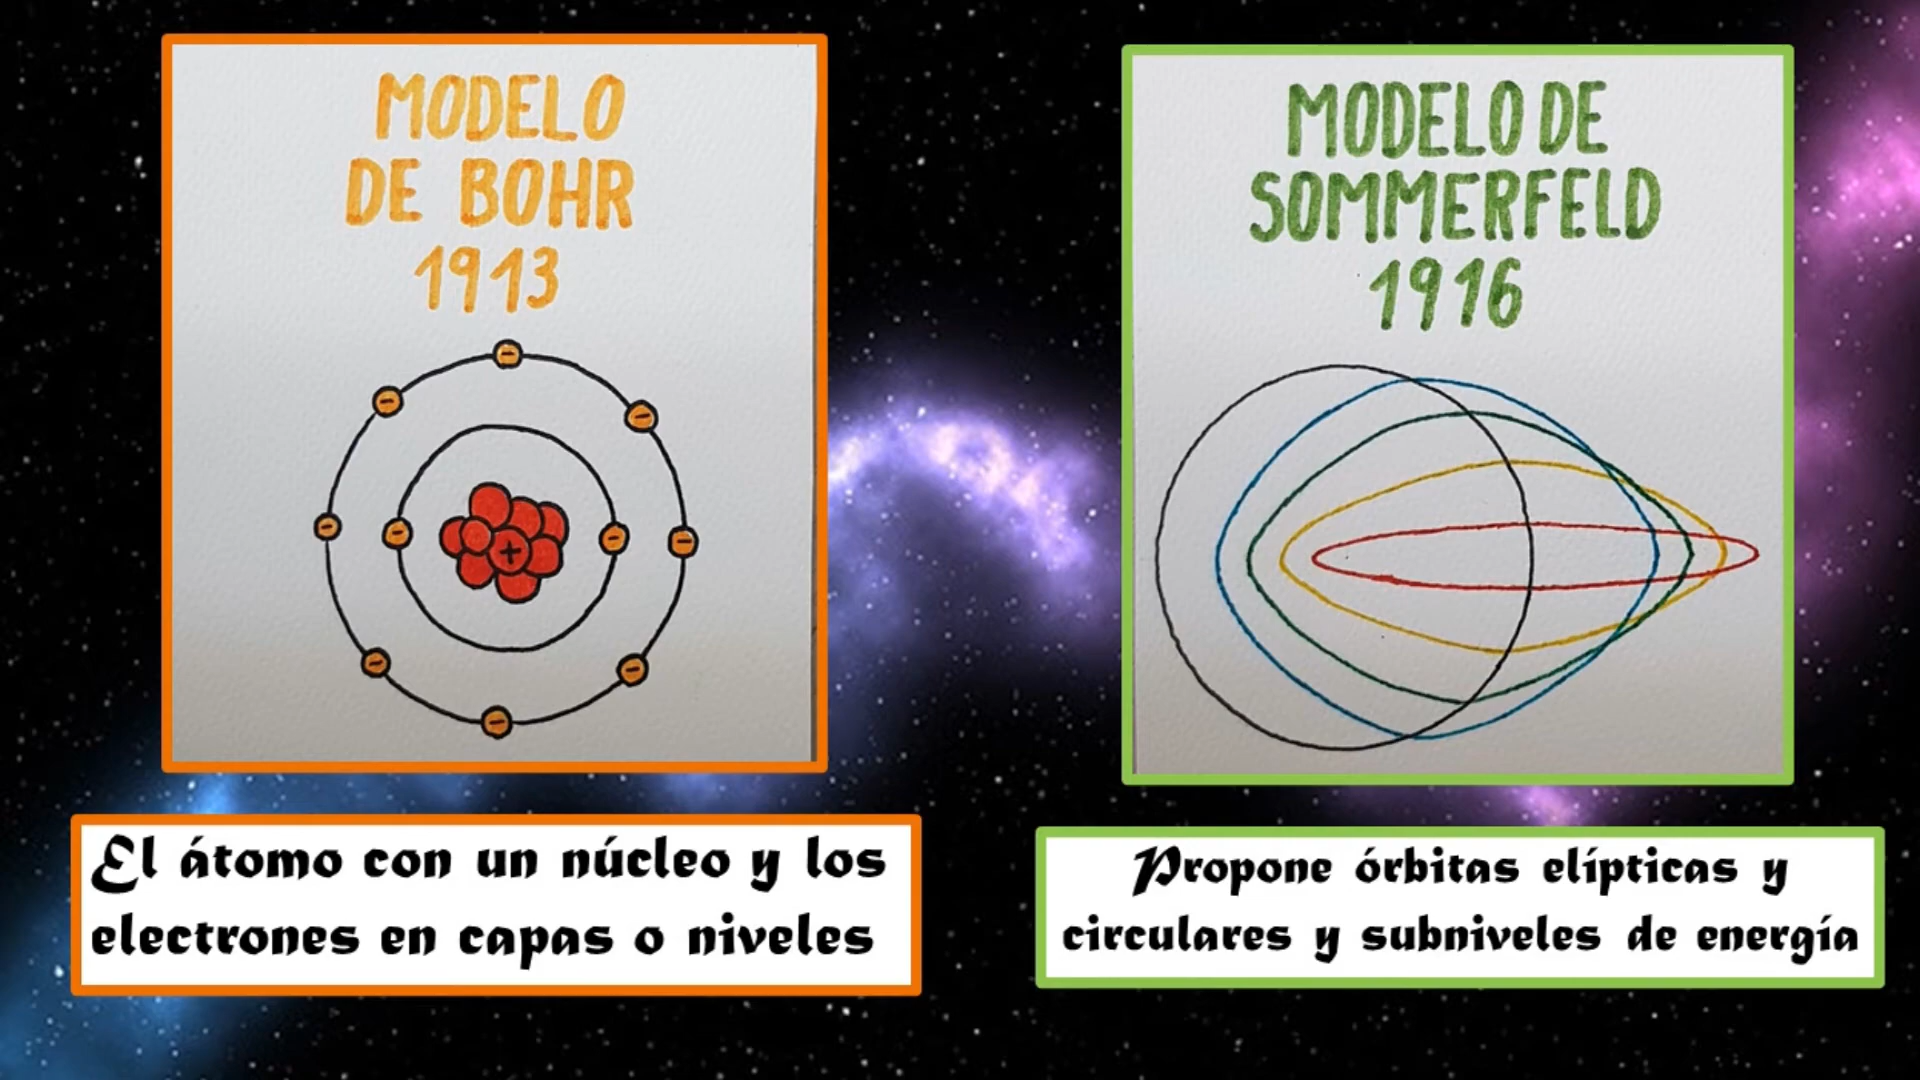 MODELO
DE BOHR
1913
El átomo con un núcleo y los
electrones en capas o niveles
MODELO DE
SOMMERFELD
1916
Propone órbitas elípticas y
circulares y subniveles de energía